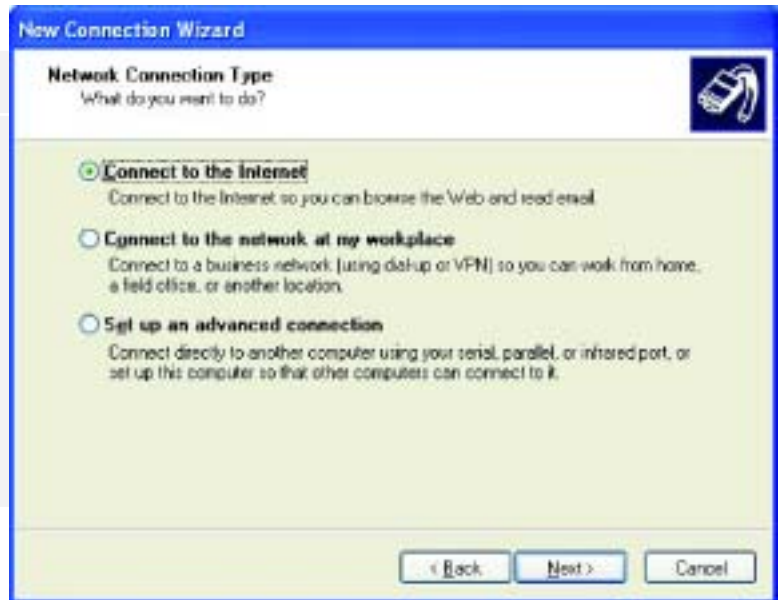 New Connection Wizard
Network Connection Type
What do you want to do?
Connect to the Internet
Connect to the Internet so you can browse the Web and read email.
Connect to the network at my workplace
Connect to a business network (using dial-up or VPN) so you can work from home,
a field office, or another location.
Set up an advanced connection
Connect directly to another computer using your serial, parallel, or infrared port, or
set up this computer so that other computers can connect to it.
< Back
Next >
Cancel